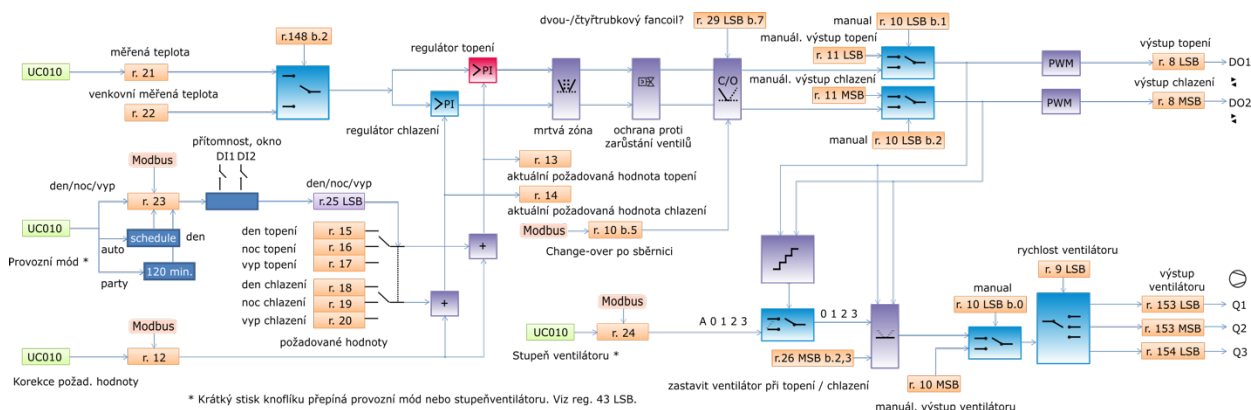 dvou-/čtyřtrubkový fancoil?
r. 29 LSB b.7
manual
r. 10 LSB b.1
r.148 b.2
regulátor topení
manuál. výstup topení
výstup topení
měřená teplota
r. 11 LSB
UC010
r. 21
>PI
C/O
PWM
r. 8 LSB
DO1
manuál. výstup chlazení
výstup chlazení
venkovní měřená teplota
r. 22
>PI
r. 11 MSB
PWM
r. 8 MSB
DO2
regulátor chlazení
mrtvá zóna
ochrana proti
zarůstání ventilů
manual
r. 10 LSB b.2
přítomnost, okno
DI1 DI2
Modbus
r. 13
aktuální požadovaná hodnota topení
den/noc/vyp
r. 23
den/noc/vyp
r.25 LSB
r. 14
aktuální požadovaná hodnota chlazení
UC010
Provozní mód *
auto
schedule
den
party
120 min.
den topení
r. 15
noc topení
r. 16
vyp topení
r. 17
+
Modbus
r. 10 b.5
Change-over po sběrnici
den chlazení
r. 18
noc chlazení
r. 19
vyp chlazení
r. 20
požadované hodnoty
+
rychlost ventilátoru
r. 9 LSB
výstup
ventilátoru
Modbus
manual
r. 10 LSB b.0
r. 153 LSB
Q1
UC010
r. 24
A 0 1 2 3
0 1 2 3
r. 153 MSB
Q2
Stupeň ventilátoru *
Modbus
UC010
r. 12
r.26 MSB b.2,3
r. 154 LSB
Q3
Korekce požad. hodnoty
zastavit ventilátor při topení / chlazení
r. 10 MSB
manuál. výstup ventilátoru
* Krátký stisk knoflíku přepíná provozní mód nebo stupeňventilátoru. Viz reg. 43 LSB.